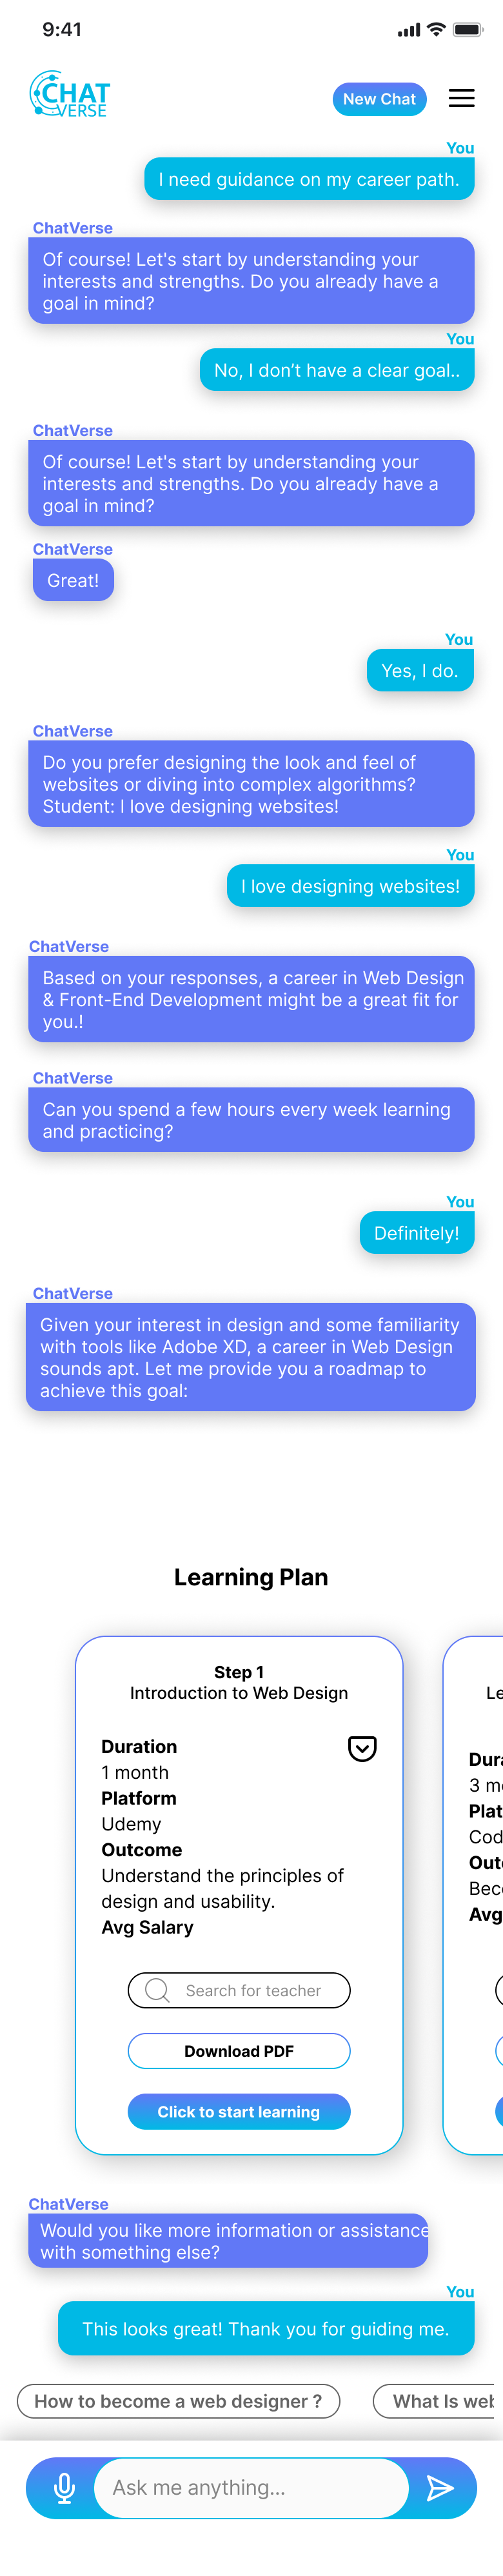 9:41
CHAT
VERSE
New Chat
You
I need guidance on my career path.
ChatVerse
Of course! Let's start by understanding your
interests and strengths. Do you already have a
goal in mind?
You
No, I don’t have a clear goal..
ChatVerse
Of course! Let's start by understanding your
interests and strengths. Do you already have a
goal in mind?
ChatVerse
Great!
You
Yes, I do.
ChatVerse
Do you prefer designing the look and feel of
websites or diving into complex algorithms?
Student: I love designing websites!
You
I love designing websites!
ChatVerse
Based on your responses, a career in Web Design
& Front-End Development might be a great fit for
you.!
ChatVerse
Can you spend a few hours every week learning
and practicing?
You
Definitely!
ChatVerse
Given your interest in design and some familiarity
with tools like Adobe XD, a career in Web Design
sounds apt. Let me provide you a roadmap to
achieve this goal:
Learning Plan
Step 1
Introduction to Web Design
Duration
1 month
Platform
Udemy
Outcome
Understand the principles of
design and usability.
Avg Salary
Search for teacher
Download PDF
Click to start learning
Le
Dura
3 m
Plat
Cod
Out
Bec
Avg
ChatVerse
Would you like more information or assistance
with something else?
You
This looks great! Thank you for guiding me.
How to become a web designer ?
What Is web
Ask me anything...